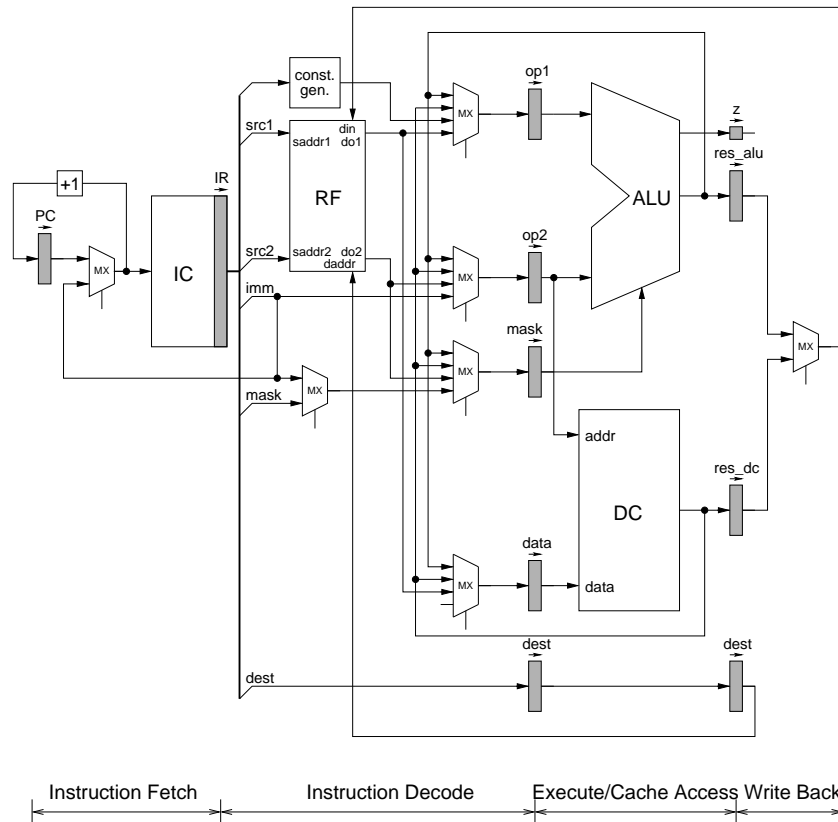 const. gen.
op1
z
MX
src1
din
saddr1
do1
res_alu
+1
IR
RF
ALU
PC
IC
src2
saddr2
do2
daddr
op2
MX
MX
imm
mask
MX
MX
mask
MX
addr
res_dc
DC
data
MX
data
dest
dest
dest
Instruction Fetch
Instruction Decode
Execute/Cache Access
Write Back